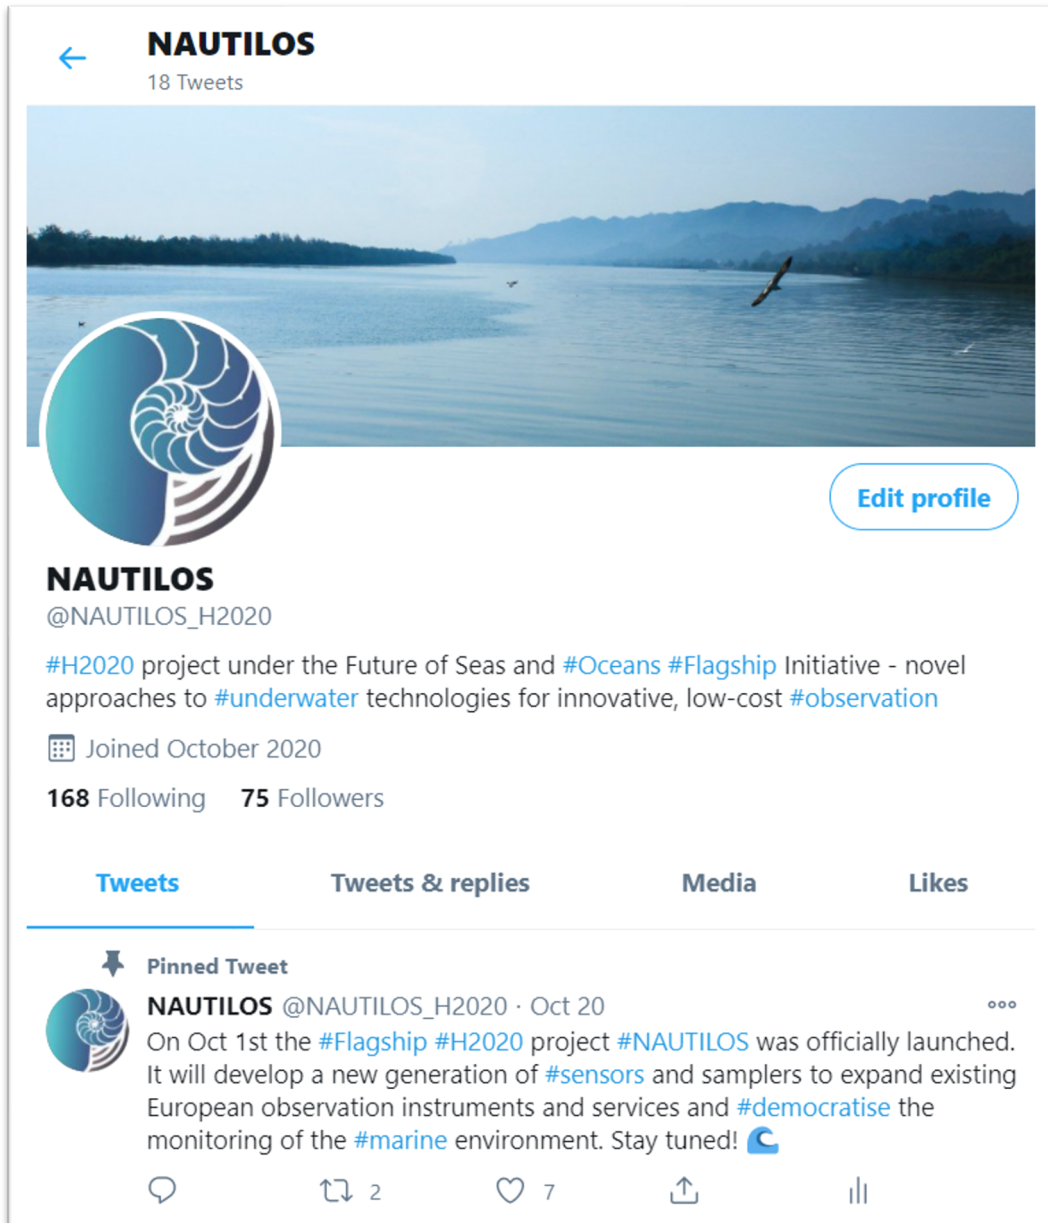 NAUTILOS
18 Tweets
Edit profile
NAUTILOS
@NAUTILOS_H2020
#H2020 project under the Future of Seas and #Oceans #Flagship Initiative - novel
approaches to #underwater technologies for innovative, low-cost #observation
Joined October 2020
168 Following 75 Followers
Tweets Tweets & replies Media Likes
Pinned Tweet
NAUTILOS @NAUTILOS_H2020 · Oct 20
On Oct 1st the #Flagship #H2020 project #NAUTILOS was officially launched.
It will develop a new generation of #sensors and samplers to expand existing
European observation instruments and services and #democratise the
monitoring of the #marine environment. Stay tuned! 🌊
2 7